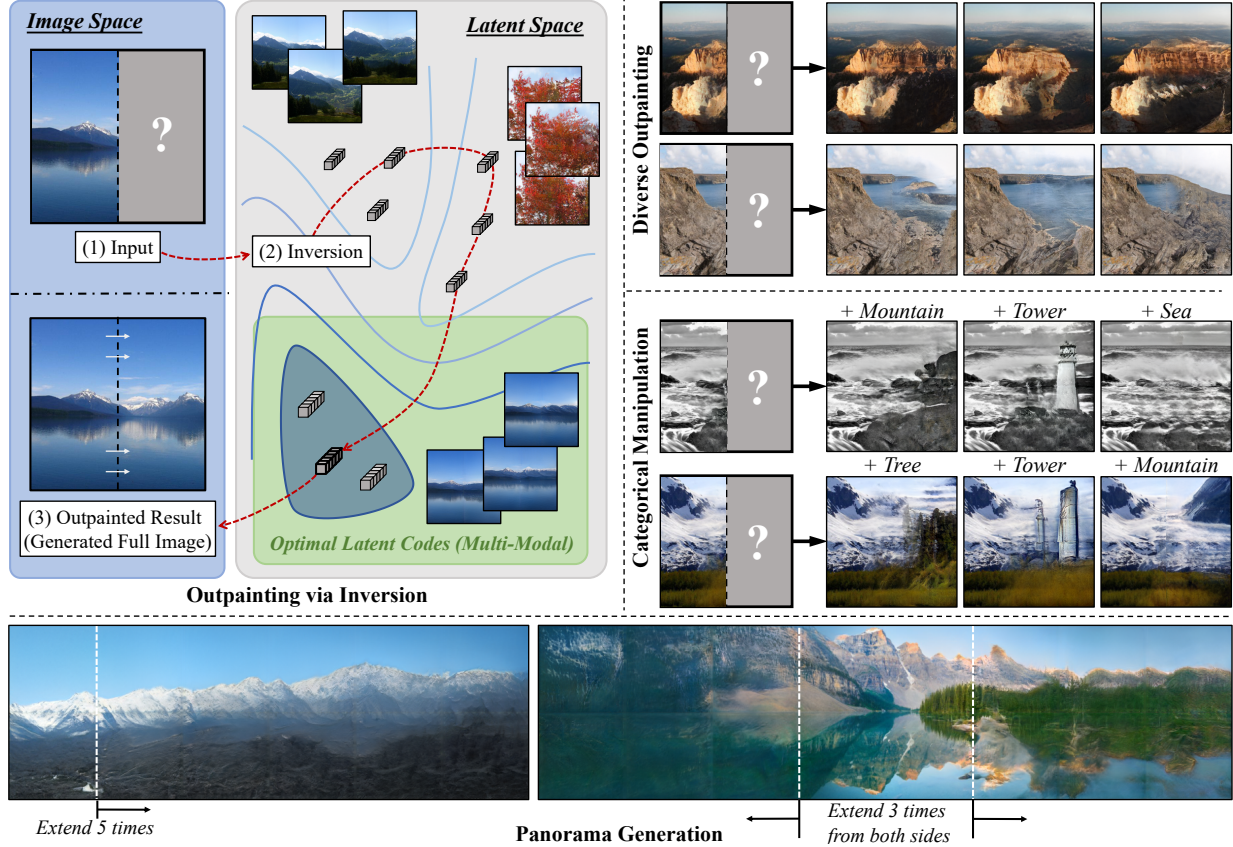 Image Space
?
(1) Input
(3) Outpainted Result
(Generated Full Image)
Latent Space
(2) Inversion
Optimal Latent Codes (Multi-Modal)
Outpainting via Inversion
Diverse Outpainting
?
?
Categorical Manipulation
+ Mountain
+ Tower
+ Sea
?
+ Tree
+ Tower
+ Mountain
?
Extend 5 times
Panorama Generation
Extend 3 times
from both sides